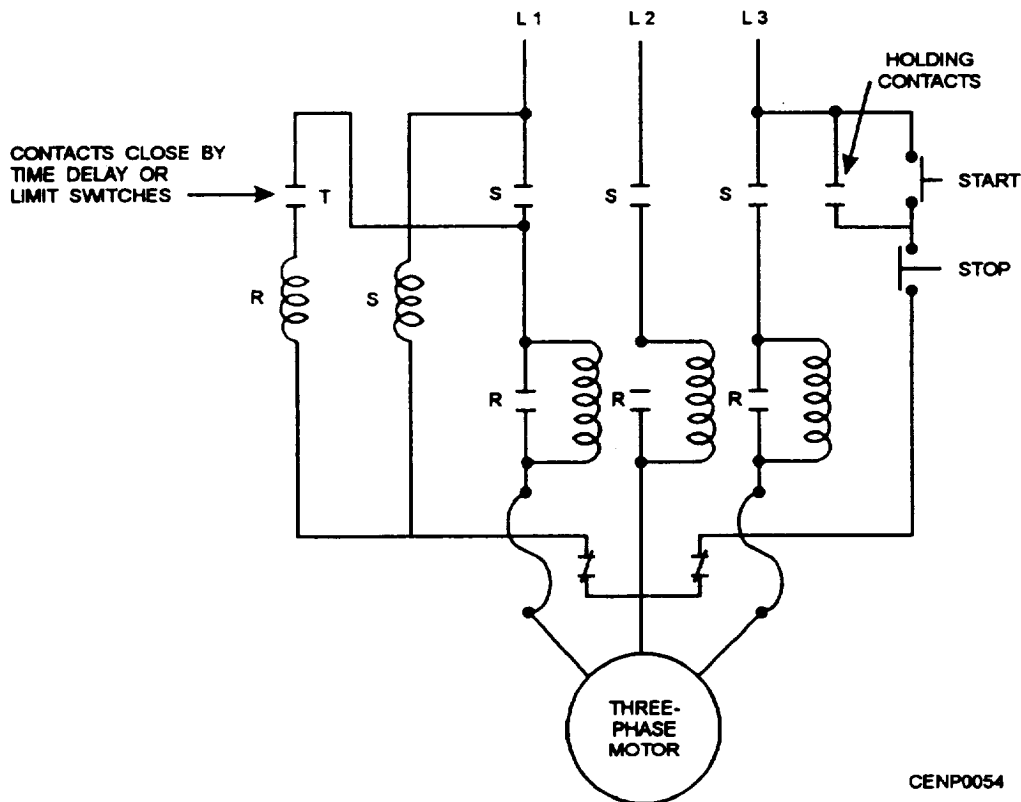 L 1
L 2
L 3
HOLDING
CONTACTS
CONTACTS CLOSE BY
TIME DELAY OR
LIMIT SWITCHES
T
S
S
S
START
STOP
R
S
R
R
R
THREE-
PHASE
MOTOR
CENP0054